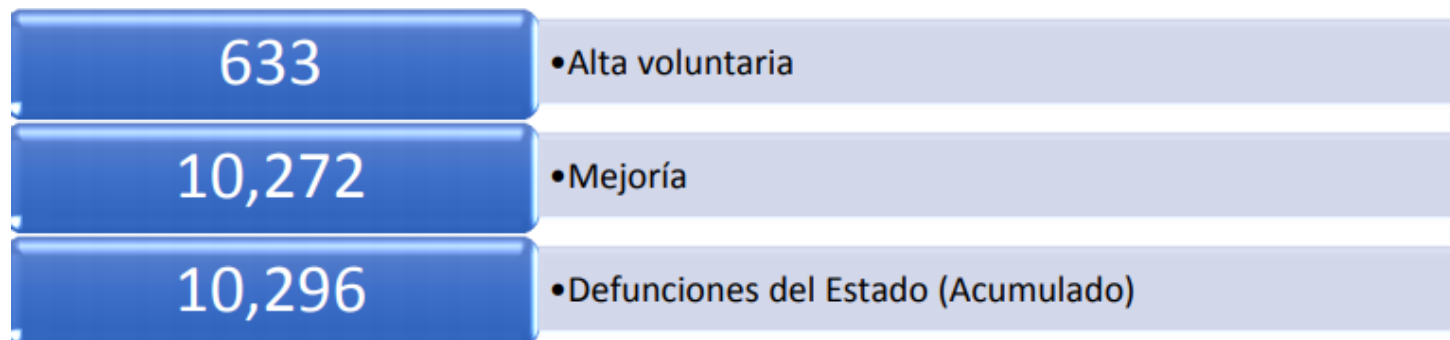 633
•Alta voluntaria
10,272
•Mejoría
10,296
•Defunciones del Estado (Acumulado)